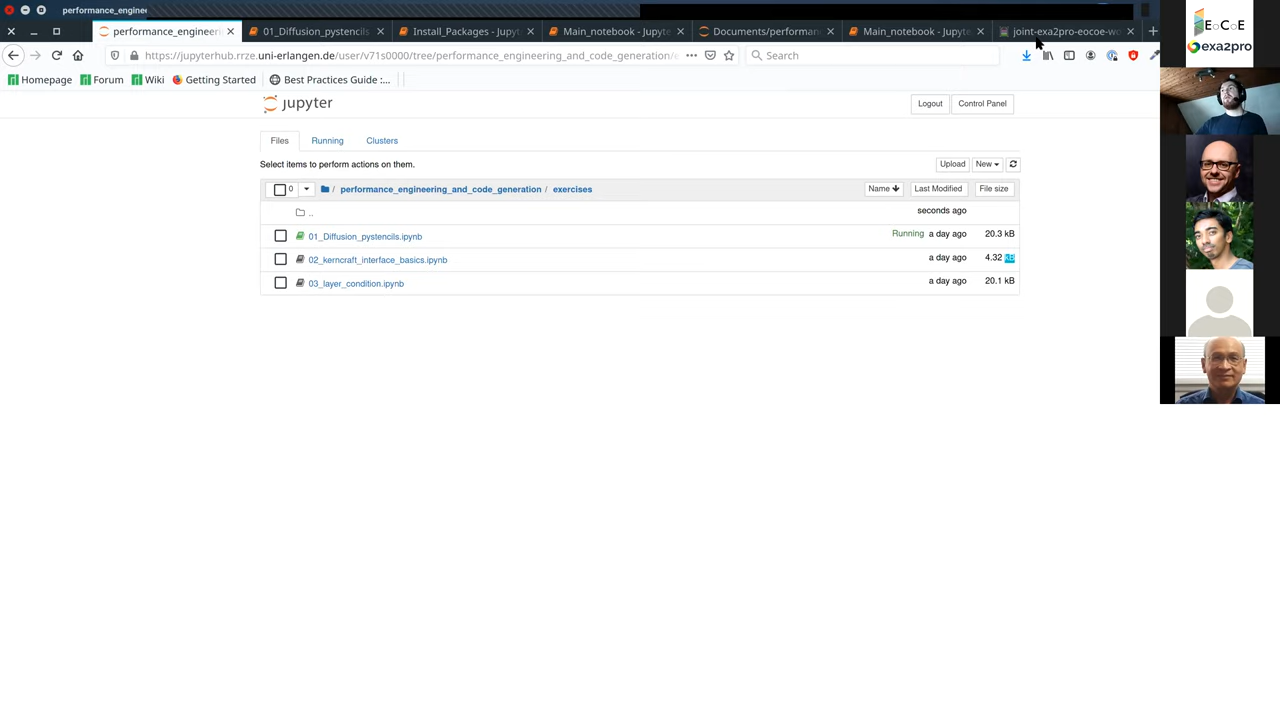 performance_engine
performance_engineeri
01_Diffusion_pystencils
Install_Packages - Jupyte
Main_notebook - Jupyte
Documents/performan
Main_notebook - Jupyte
joint-exa2pro-eocoe-wo
https://jupyterhub.rrze.uni-erlangen.de/user/v71s0000/tree/performance_engineering_and_code_generation/e
Search
Homepage
Forum
Wiki
Getting Started
Best Practices Guide :...
jupyter
Logout
Control Panel
Files
Running
Clusters
Select items to perform actions on them.
Upload
New
0
/ performance_engineering_and_code_generation / exercises
Name
Last Modified
File size
..
seconds ago
01_Diffusion_pystencils.ipynb
Running a day ago
20.3 kB
02_kerncraft_interface_basics.ipynb
a day ago
4.32 kB
03_layer_condition.ipynb
a day ago
20.1 kB
EoCoE
exa2pro